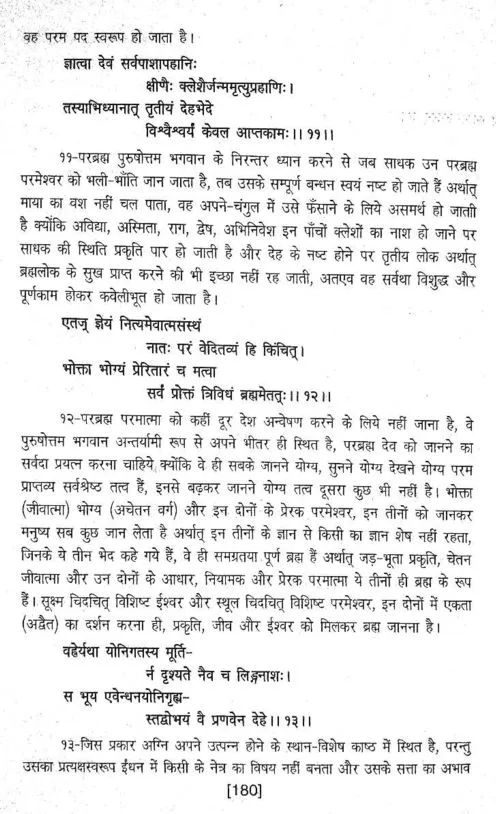 वह परम पद स्वरूप हो जाता है।
ज्ञात्वा देवं सर्वपाशापहानिः
क्षीणैः क्लेशैर्जन्ममृत्युप्रहाणिः।
तस्याभिध्यानात् तृतीयं देहभेदे
विश्वैश्वर्यं केवल आप्तकामः।। ११।।
११-परब्रह्म पुरुषोत्तम भगवान के निरन्तर ध्यान करने से जब साधक उन परब्रह्म
परमेश्वर को भली-भाँति जान जाता है, तब उसके सम्पूर्ण बन्धन स्वयं नष्ट हो जाते हैं अर्थात्
माया का वश नहीं चल पाता, वह अपने-चंगुल में उसे फँसाने के लिये असमर्थ हो जाताी
है क्योंकि अविद्या, अस्मिता, राग, द्वेष, अभिनिवेश इन पाँचों क्लेशों का नाश हो जाने पर
साधक की स्थिति प्रकृति पार हो जाती है और देह के नष्ट होने पर तृतीय लोक अर्थात्
ब्रह्मलोक के सुख प्राप्त करने की भी इच्छा नहीं रह जाती, अतएव वह सर्वथा विशुद्ध और
पूर्णकाम होकर कवेलीभूत हो जाता है।
एतज् ज्ञेयं नित्यमेवात्मसंस्थं
नातः परं वेदितव्यं हि किंचित्।
भोक्ता भोग्यं प्रेरितारं च मत्वा
सर्वं प्रोक्तं त्रिविधं ब्रह्ममेतत्ः।। १२।।
१२-परब्रह्म परमात्मा को कहीं दूर देश अन्वेषण करने के लिये नहीं जाना है, वे
पुरुषोत्तम भगवान अन्तर्यामी रूप से अपने भीतर ही स्थित है, परब्रह्म देव को जानने का
सर्वदा प्रयत्न करना चाहिये क्योंकि वे ही सबके जानने योग्य, सुनने योग्य देखने योग्य परम
प्राप्तव्य सर्वश्रेष्ठ तत्व हैं, इनसे बढ़कर जानने योग्य तत्व दूसरा कुछ भी नहीं है। भोक्ता
(जीवात्मा) भोग्य (अचेतन वर्ग) और इन दोनों के प्रेरक परमेश्वर, इन तीनों को जानकर
मनुष्य सब कुछ जान लेता है अर्थात् इन तीनों के ज्ञान से किसी का ज्ञान शेष नहीं रहता,
जिनके ये तीन भेद कहे गये हैं, वे ही समग्रतया पूर्ण ब्रह्म हैं अर्थात् जड़-भूता प्रकृति, चेतन
जीवात्मा और उन दोनों के आधार, नियामक और प्रेरक परमात्मा ये तीनों ही ब्रह्म के रूप
हैं। सूक्ष्म चिदचित् विशिष्ट ईश्वर और स्थूल चिदचित् विशिष्ट परमेश्वर, इन दोनों में एकता
(अद्वैत) का दर्शन करना ही, प्रकृति, जीव और ईश्वर को मिलकर ब्रह्म जानना है।
वह्नेर्यथा योनिगतस्य मूर्ति-
र्न दृश्यते नैव च लिङ्गनाशः।
स भूय एवेन्धनयोनिगृह्य-
स्तद्वोभयं वै प्रणवेन देहे।। १३।।
१३-जिस प्रकार अग्नि अपने उत्पन्न होने के स्थान-विशेष काष्ठ में स्थित है, परन्तु
उसका प्रत्यक्षस्वरूप ईंधन में किसी के नेत्र का विषय नहीं बनता और उसके सत्ता का अभाव
[180]